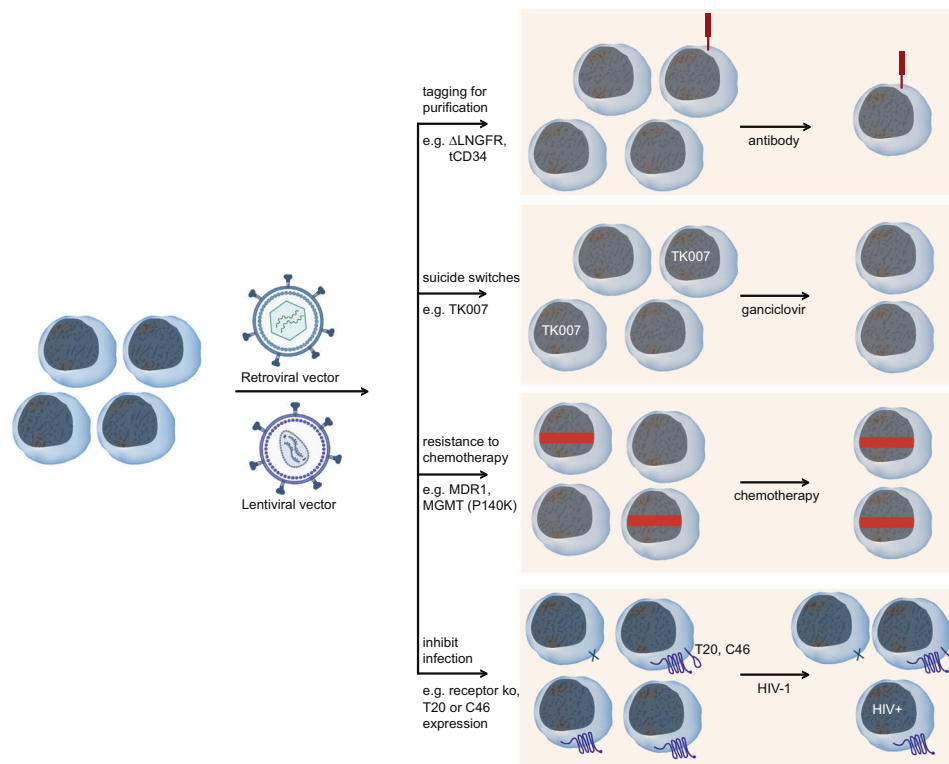 tagging for
purification
e.g. ΔLNGFR,
tCD34
antibody
suicide switches
e.g. TK007
TK007
TK007
ganciclovir
Retroviral vector
Lentiviral vector
resistance to
chemotherapy
e.g. MDR1,
MGMT (P140K)
chemotherapy
inhibit
infection
e.g. receptor ko,
T20 or C46
expression
T20, C46
HIV-1
HIV+